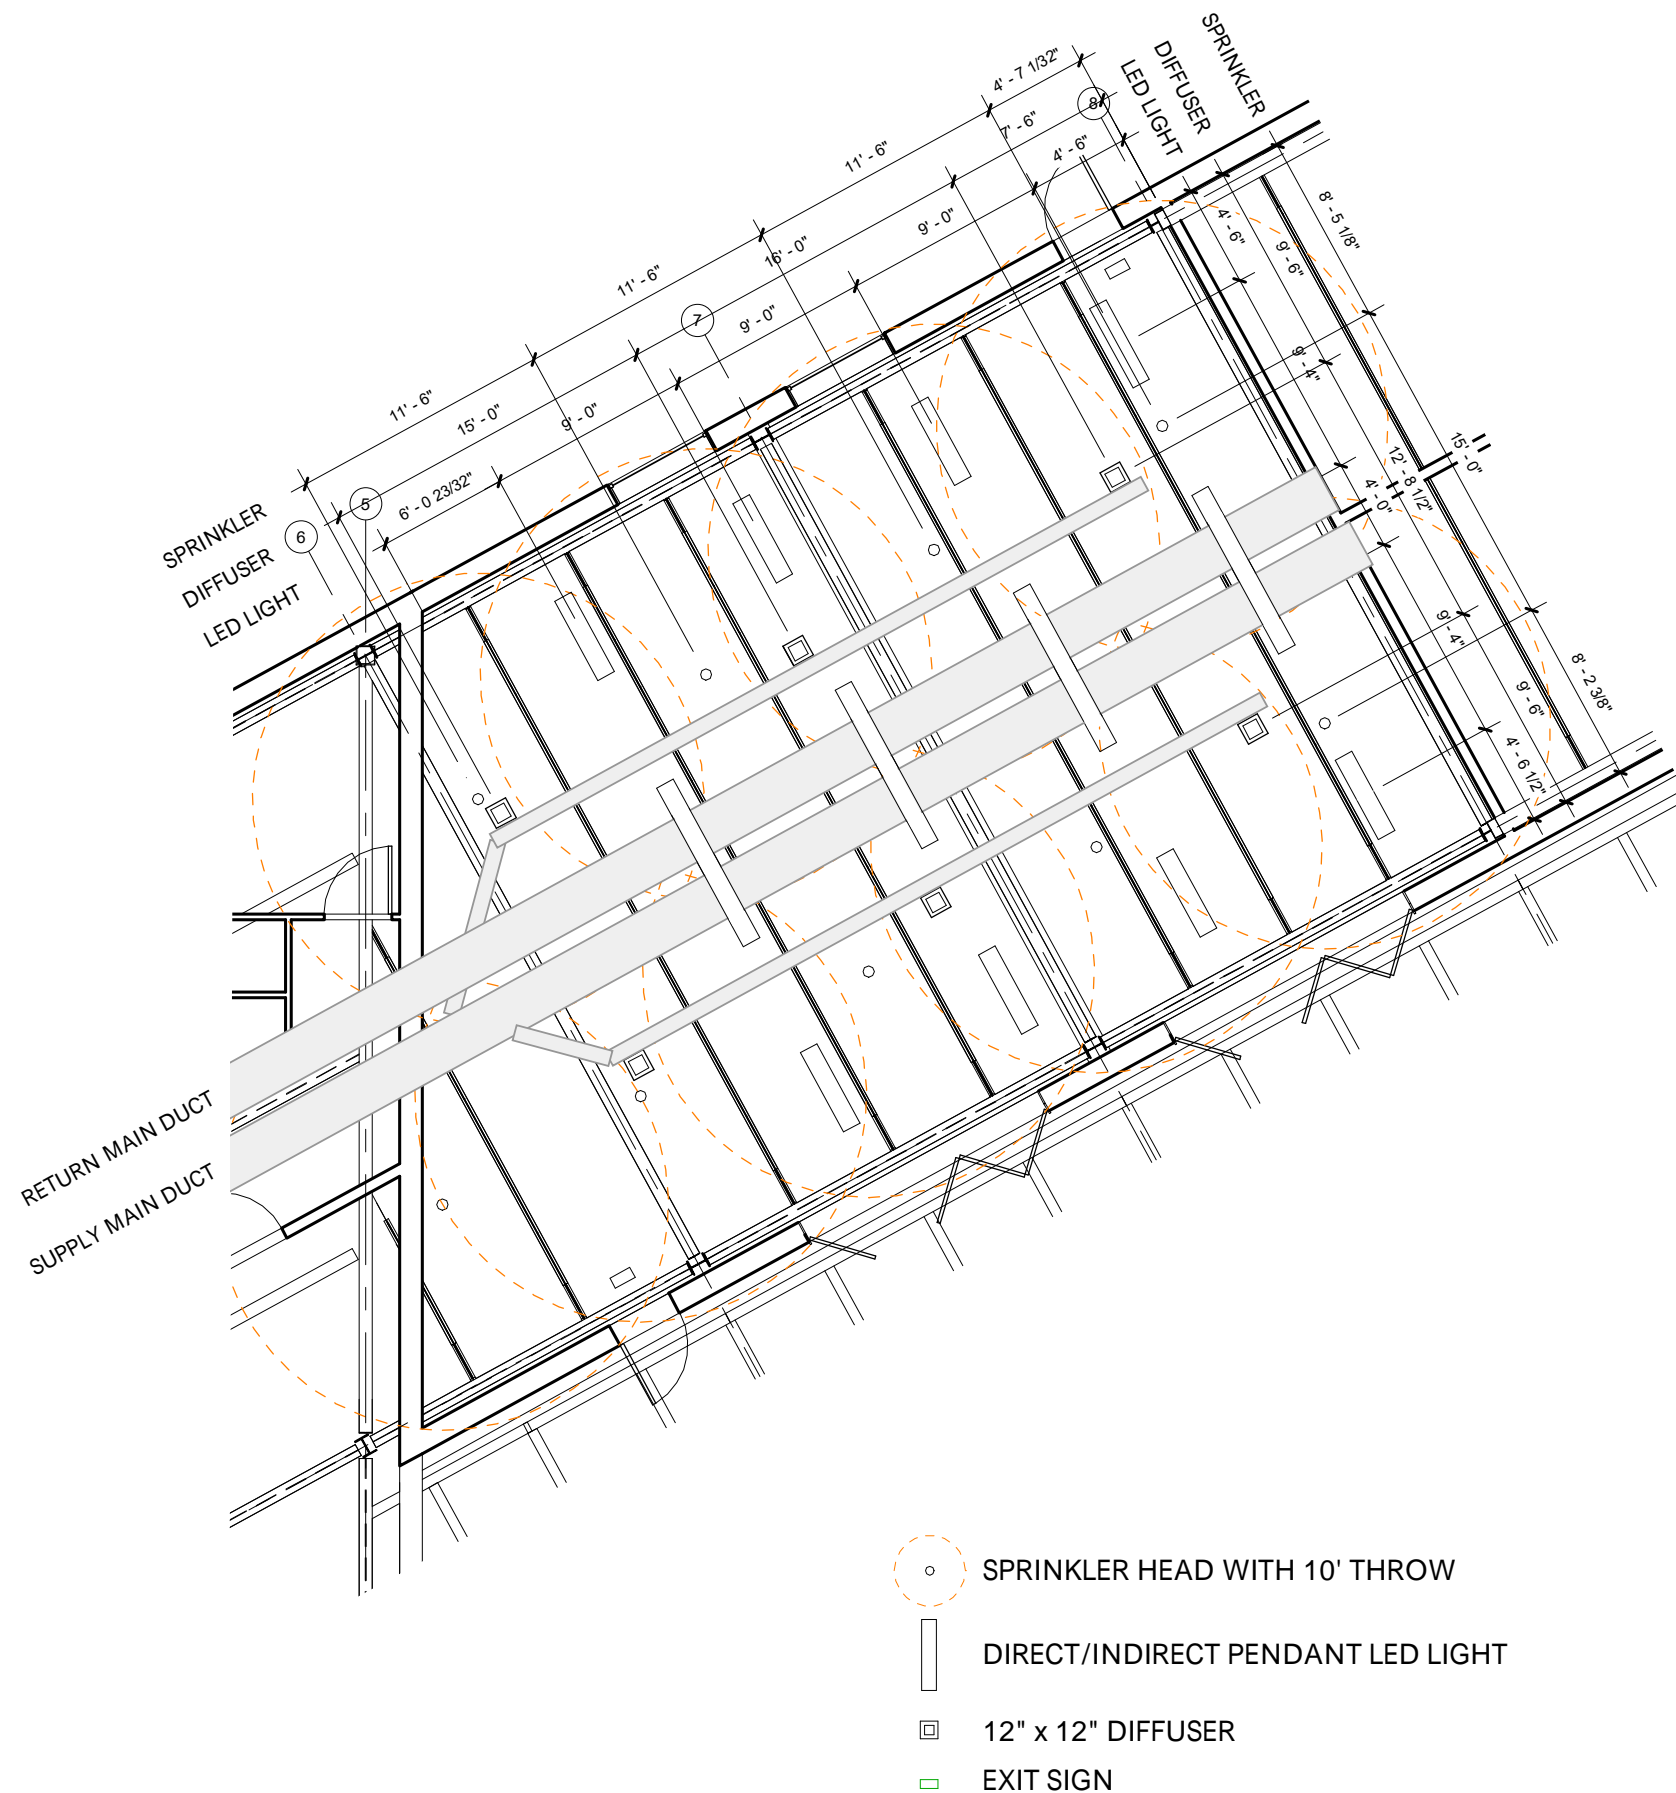 SPRINKLER
DIFFUSER
LED LIGHT
4' - 7 1/32"
11' - 6"
11' - 6"
11' - 6"
7' - 6"
16' - 0"
15' - 0"
4' - 6"
9' - 0"
9' - 0"
9' - 0"
6' - 0 23/32"
8
7
5
6
SPRINKLER
DIFFUSER
LED LIGHT
8' - 5 1/8"
15' - 0"
8' - 2 3/8"
9' - 6"
12' - 8 1/2"
9' - 6"
4' - 6"
9' - 4"
4' - 0"
9' - 4"
4' - 6 1/2"
RETURN MAIN DUCT
SUPPLY MAIN DUCT
SPRINKLER HEAD WITH 10' THROW
DIRECT/INDIRECT PENDANT LED LIGHT
12" x 12" DIFFUSER
EXIT SIGN